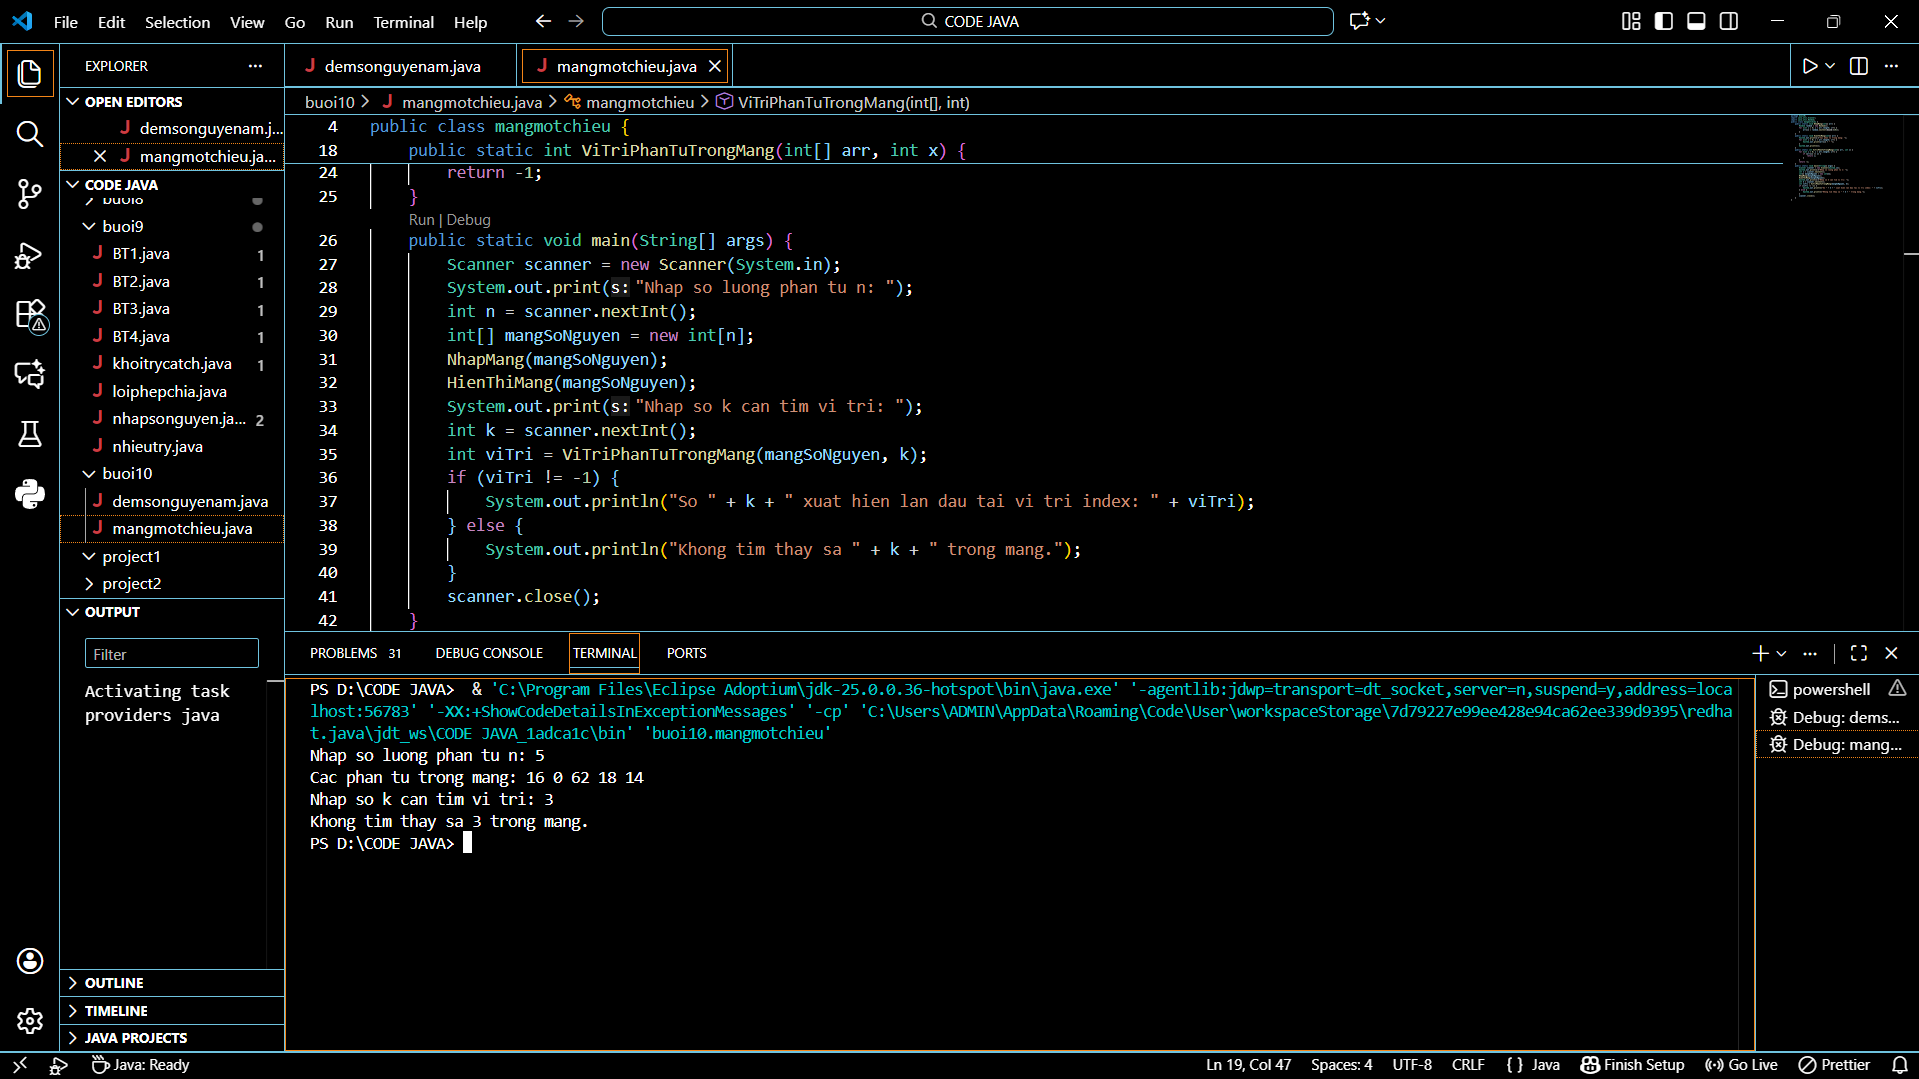 File Edit Selection View Go Run Terminal Help
CODE JAVA
EXPLORER
OPEN EDITORS
demsonguyenam.j...
mangmotchieu.ja...
CODE JAVA
buoi8
buoi9
BT1.java 1
BT2.java 1
BT3.java 1
BT4.java 1
khoitrycatch.java 1
loiphepchia.java
nhapsonguyen.ja... 2
nhieutry.java
buoi10
demsonguyenam.java
mangmotchieu.java
project1
project2
OUTPUT
Filter
Activating task
providers java
OUTLINE
TIMELINE
JAVA PROJECTS
demsonguyenam.java
mangmotchieu.java
buoi10 > mangmotchieu.java > mangmotchieu > ViTriPhanTuTrongMang(int[], int)
4 public class mangmotchieu {
18 public static int ViTriPhanTuTrongMang(int[] arr, int x) {
24 return -1;
25 }
Run | Debug
26 public static void main(String[] args) {
27 Scanner scanner = new Scanner(System.in);
28 System.out.print(s: "Nhap so luong phan tu n: ");
29 int n = scanner.nextInt();
30 int[] mangSoNguyen = new int[n];
31 NhapMang(mangSoNguyen);
32 HienThiMang(mangSoNguyen);
33 System.out.print(s: "Nhap so k can tim vi tri: ");
34 int k = scanner.nextInt();
35 int viTri = ViTriPhanTuTrongMang(mangSoNguyen, k);
36 if (viTri != -1) {
37 System.out.println("So " + k + " xuat hien lan dau tai vi tri index: " + viTri);
38 } else {
39 System.out.println("Khong tim thay sa " + k + " trong mang.");
40 }
41 scanner.close();
42 }
PROBLEMS 31 DEBUG CONSOLE TERMINAL PORTS
PS D:\CODE JAVA> & 'C:\Program Files\Eclipse Adoptium\jdk-25.0.0.36-hotspot\bin\java.exe' '-agentlib:jdwp=transport=dt_socket,server=n,suspend=y,address=loca
lhost:56783' '-XX:+ShowCodeDetailsInExceptionMessages' '-cp' 'C:\Users\ADMIN\AppData\Roaming\Code\User\workspaceStorage\7d79227e99ee428e94ca62ee339d9395\redha
t.java\jdt_ws\CODE JAVA_1adca1c\bin' 'buoi10.mangmotchieu'
Nhap so luong phan tu n: 5
Cac phan tu trong mang: 16 0 62 18 14
Nhap so k can tim vi tri: 3
Khong tim thay sa 3 trong mang.
PS D:\CODE JAVA>
powershell
Debug: dems...
Debug: mang...
Java: Ready
Ln 19, Col 47 Spaces: 4 UTF-8 CRLF { } Java Finish Setup Go Live Prettier